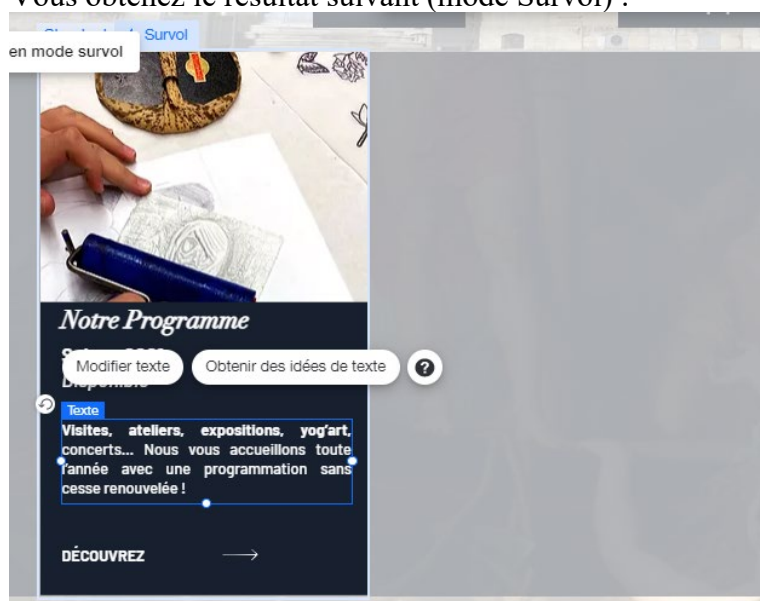 Vous obtenez le résultat suivant (mode Survol) :
Survol
en mode survol
Notre Programme
Modifier texte
Obtenir des idées de texte
?
Disponible
Texte
Visites, ateliers, expositions, yog'art,
concerts... Nous vous accueillons toute
l'année avec une programmation sans
cesse renouvelée !
DÉCOUVREZ